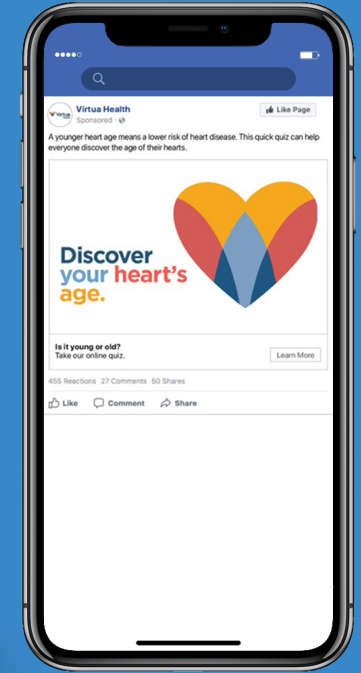 Virtua Health
Like Page
Sponsored ·
Virtua
A younger heart age means a lower risk of heart disease. This quick quiz can help
everyone discover the age of their hearts.
Discover
your heart's
age.
Is it young or old?
Take our online quiz.
Learn More
455 Reactions 27 Comments 50 Shares
Like
Comment
Share